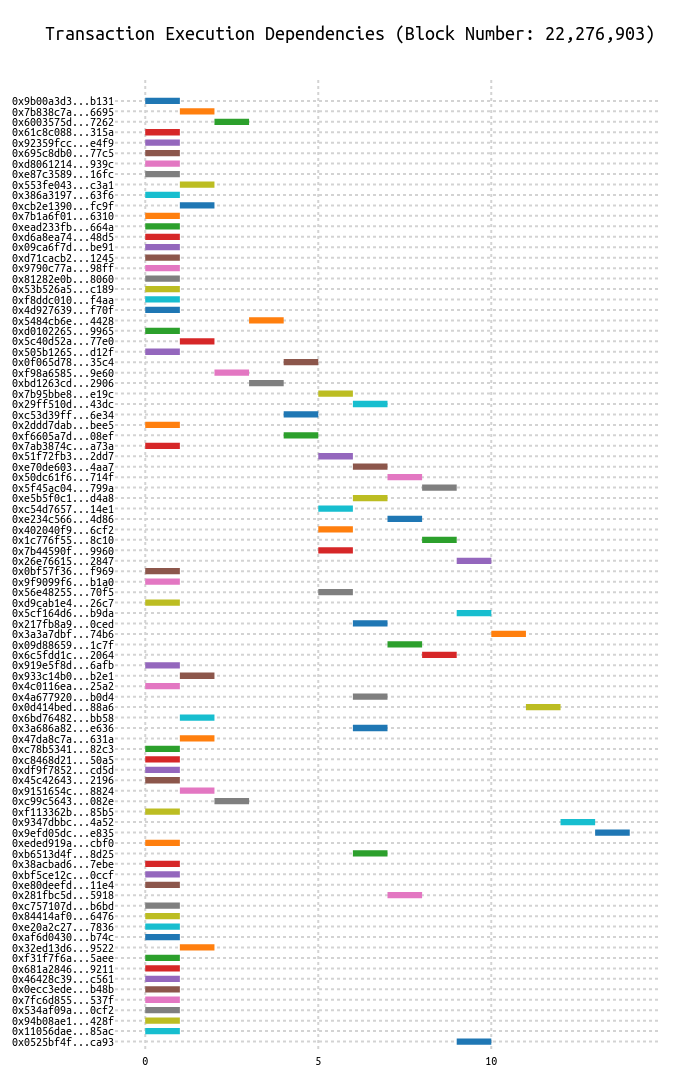 Transaction Execution Dependencies (Block Number: 22,276,903)
0x9b00a3d3...b131
0x7b838c7a...6695
0x6003575d...7262
0x61c8c088...315a
0x92359fcc...e4f9
0x695c8db0...77c5
0xd8061214...939c
0xe87c3589...16fc
0x553fe043...c3a1
0x386a3197...63f6
0xcb2e1390...fc9f
0x7b1a6f01...6310
0xead233fb...664a
0xd6a8ea74...48d5
0x09ca6f7d...be91
0xd71cacb2...1245
0x9790c77a...98ff
0x81282e0b...8060
0x53b526a5...c189
0xf8ddc010...f4aa
0x4d927639...f70f
0x5484cb6e...4428
0xd0102265...9965
0x5c40d52a...77e0
0x505b1265...d12f
0x0f065d78...35c4
0xf98a6585...9e60
0xbd1263cd...2906
0x7b95bbe8...e19c
0x29ff510d...43dc
0xc53d39ff...6e34
0x2ddd7dab...bee5
0xf6605a7d...08ef
0x7ab3874c...a73a
0x51f72fb3...2dd7
0xe70de603...4aa7
0x50dc61f6...714f
0x5f45ac04...799a
0xe5b5f0c1...d4a8
0xc54d7657...14e1
0xe234c566...4d86
0x402040f9...6cf2
0x1c776f55...8c10
0x7b44590f...9960
0x26e76615...2847
0x0bf57f36...f969
0x9f9099f6...b1a0
0x56e48255...70f5
0xd9cab1e4...26c7
0x5cf164d6...b9da
0x217fb8a9...0ced
0x3a3a7dbf...74b6
0x09d88659...1c7f
0x6c5fdd1c...2064
0x919e5f8d...6afb
0x933c14b0...b2e1
0x4c0116ea...25a2
0x4a677920...b0d4
0x0d414bed...88a6
0x6bd76482...bb58
0x3a686a82...e636
0x47da8c7a...631a
0xc78b5341...82c3
0xc8468d21...50a5
0xdf9f7852...cd5d
0x45c42643...2196
0x9151654c...8824
0xc99c5643...082e
0xf113362b...85b5
0x9347dbbc...4a52
0x9efd05dc...e835
0xeded919a...cbf0
0xb6513d4f...8d25
0x38acbad6...7ebe
0xbf5ce12c...0ccf
0xe80deefd...11e4
0x281fbc5d...5918
0xc757107d...b6bd
0x84414af0...6476
0xe20a2c27...7836
0xaf6d0430...b74c
0x32ed13d6...9522
0xf31f7f6a...5aee
0x681a2846...9211
0x46428c39...c561
0x0ecc3ede...b48b
0x7fc6d855...537f
0x534af09a...0cf2
0x94b08ae1...428f
0x11056dae...85ac
0x0525bf4f...ca93
0 5 10